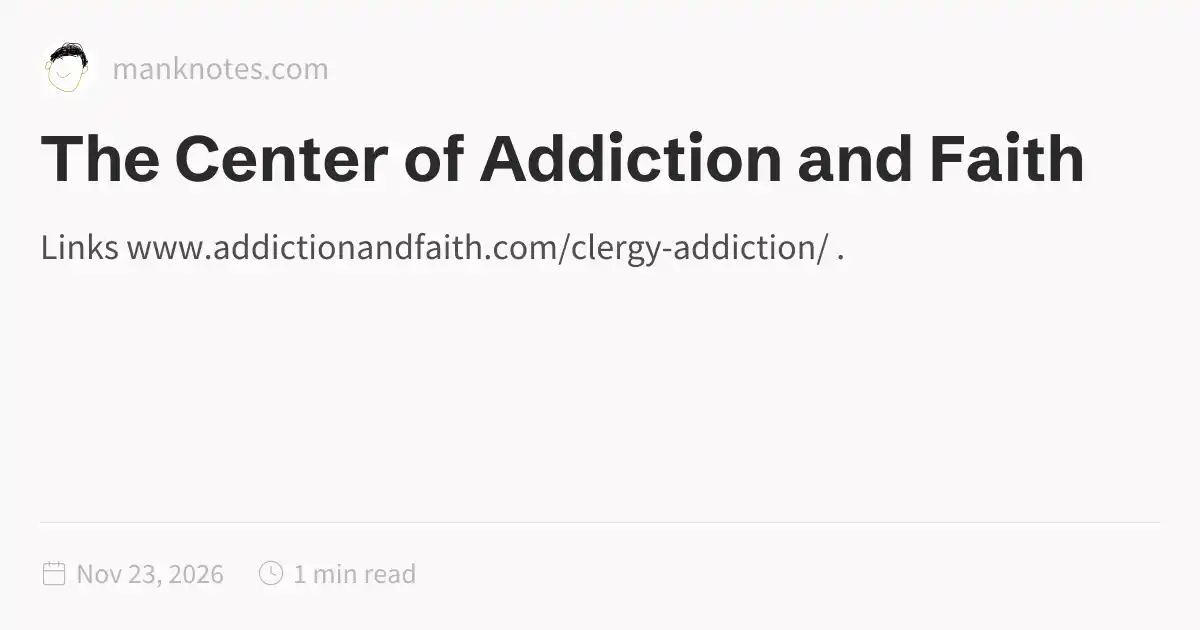 manknotes.com
The Center of Addiction and Faith
Links www.addictionandfaith.com/clergy-addiction/ .
Nov 23, 2026 1 min read